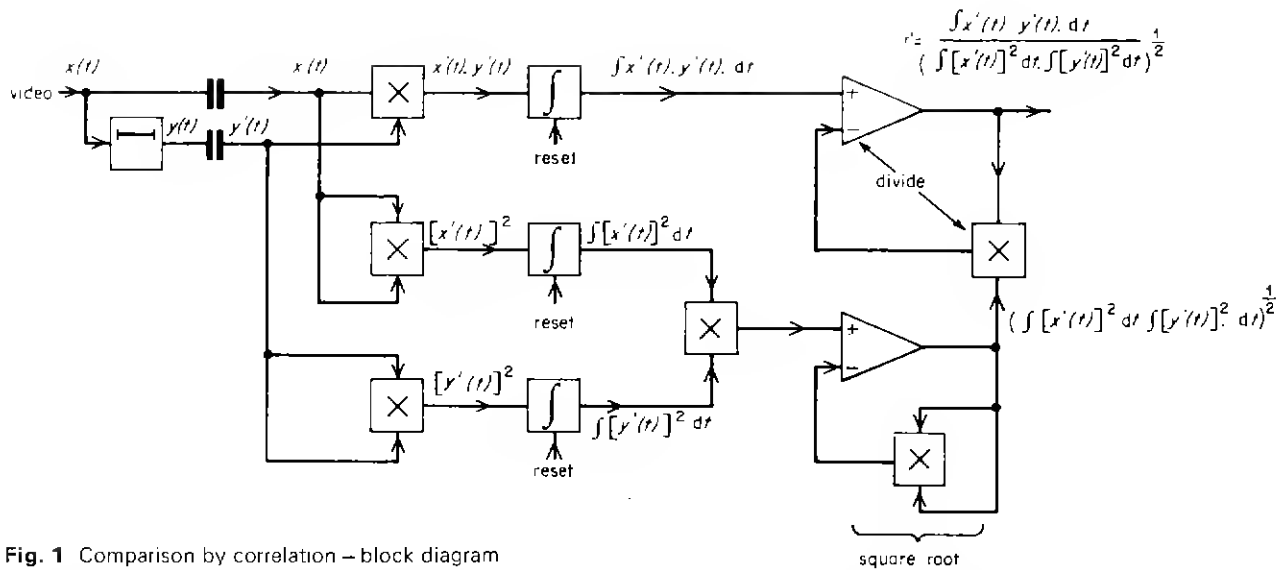 r'= ∫x'(t) y'(t). dt
( ∫[x'(t)]² dt. ∫[y'(t)]² dt)½
x(t)
x(t)
x'(t). y'(t)
∫x'(t). y'(t). dt
video
y(t)
y'(t)
×
∫
+
−
reset
divide
[x'(t)]²
∫[x'(t)]² dt
×
∫
×
reset
×
+
−
(∫[x'(t)]² dt ∫[y'(t)]². dt)½
[y'(t)]²
∫[y'(t)]² dt
×
∫
×
reset
Fig. 1 Comparison by correlation – block diagram
square root